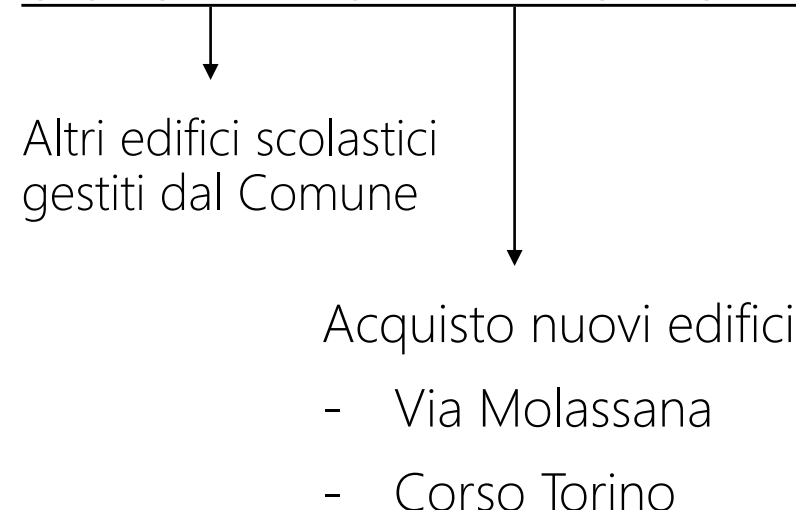 Altri edifici scolastici
gestiti dal Comune
Acquisto nuovi edifici
- Via Molassana
- Corso Torino